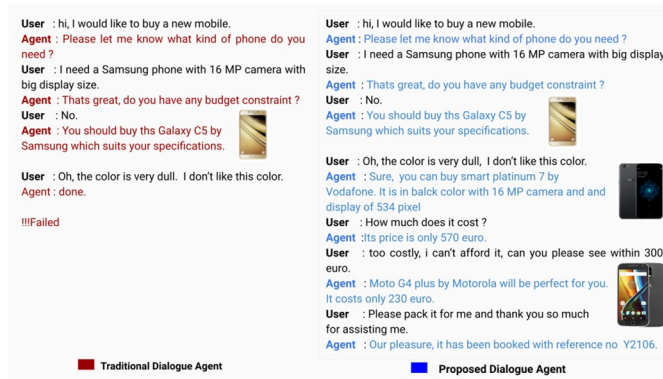 User : hi, I would like to buy a new mobile.
Agent : Please let me know what kind of phone do you
need ?
User : I need a Samsung phone with 16 MP camera with
big display size.
Agent : Thats great, do you have any budget constraint ?
User : No.
Agent : You should buy ths Galaxy C5 by
Samsung which suits your specifications.
User : Oh, the color is very dull. I don't like this color.
Agent : done.
!!!Failed
Traditional Dialogue Agent
User : hi, I would like to buy a new mobile.
Agent : Please let me know what kind of phone do you need ?
User : I need a Samsung phone with 16 MP camera with big display
size.
Agent : Thats great, do you have any budget constraint ?
User : No.
Agent : You should buy ths Galaxy C5 by
Samsung which suits your specifications.
User : Oh, the color is very dull, I don't like this color.
Agent : Sure, you can buy smart platinum 7 by
Vodafone. It is in balck color with 16 MP camera and and
display of 534 pixel
User : How much does it cost ?
Agent :Its price is only 570 euro.
User : too costly, i can't afford it, can you please see within 300
euro.
Agent : Moto G4 plus by Motorola will be perfect for you.
It costs only 230 euro.
User : Please pack it for me and thank you so much
for assisting me.
Agent : Our pleasure, it has been booked with reference no Y2106.
Proposed Dialogue Agent